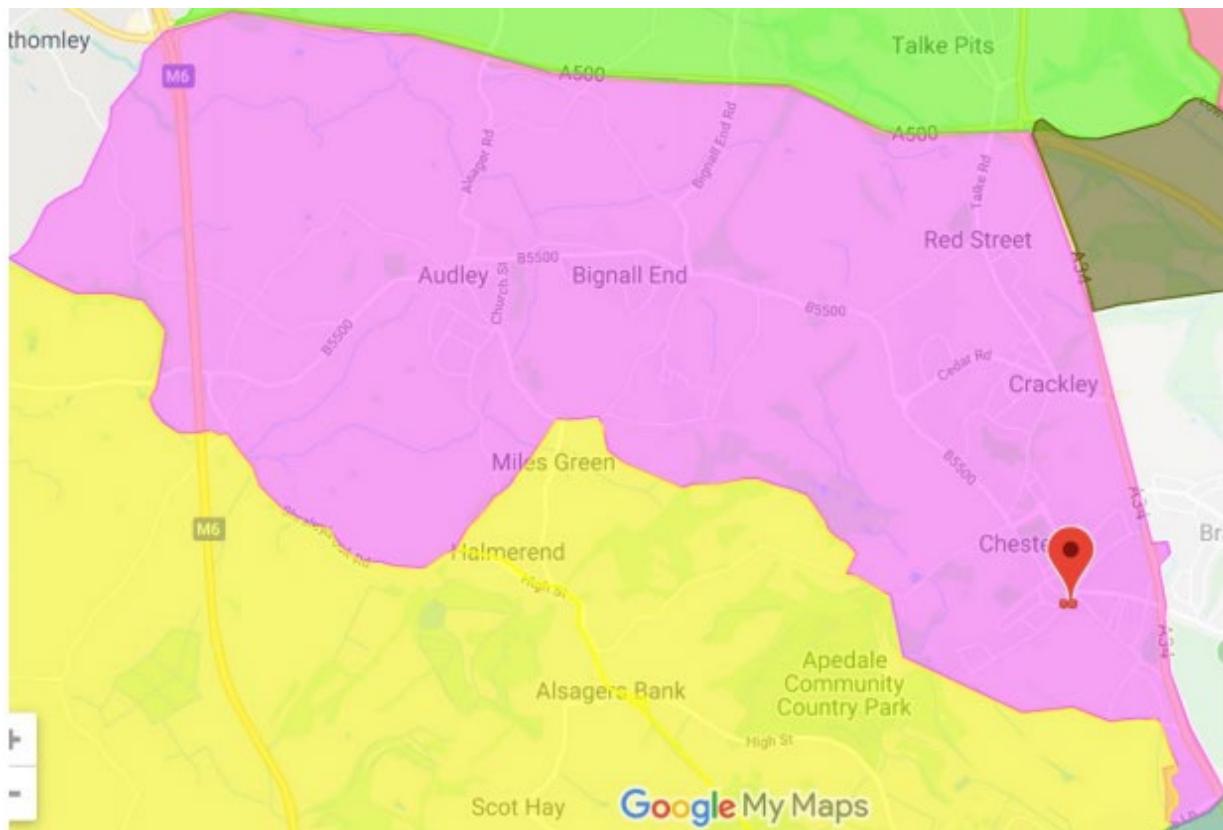 thomley
Talke Pits
M6
A500
A500
Alsager Rd
Bignall End Rd
Talke Rd
Red Street
A34
B5500
Audley
Church St
Bignall End
B5500
B5500
Cedar Rd
Crackley
Miles Green
B5500
A34
M6
Cheste
Br
Halmerend
High St
A34
Apedale
Community
Country Park
Alsagers Bank
High St
+
-
Scot Hay
Google My Maps